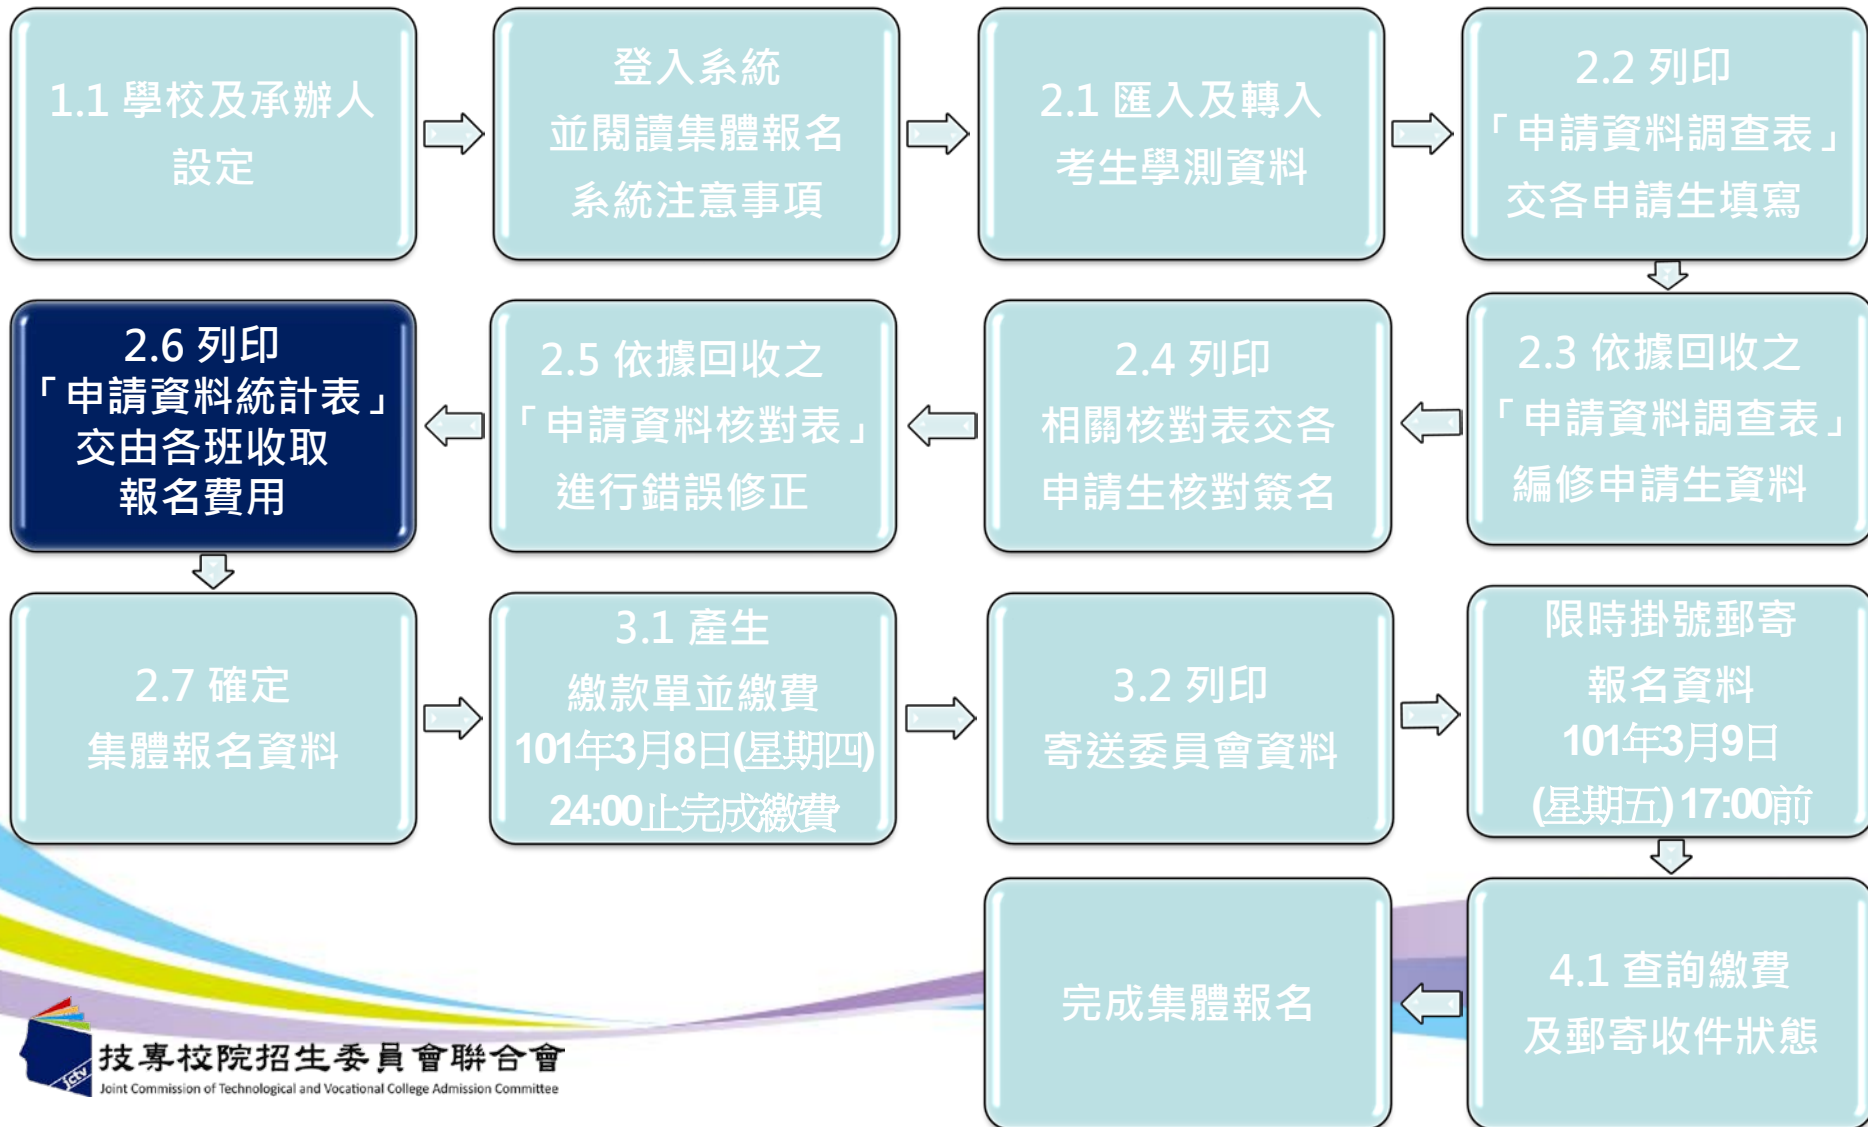 1.1 學校及承辦人
設定
登入系統
並閱讀集體報名
系統注意事項
2.1 匯入及轉入
考生學測資料
2.2 列印
「申請資料調查表」
交各申請生填寫
2.3 依據回收之
「申請資料調查表」
編修申請生資料
2.4 列印
相關核對表交各
申請生核對簽名
2.5 依據回收之
「申請資料核對表」
進行錯誤修正
2.6 列印
「申請資料統計表」
交由各班收取
報名費用
2.7 確定
集體報名資料
3.1 產生
繳款單並繳費
101年3月8日(星期四)
24:00止完成繳費
3.2 列印
寄送委員會資料
限時掛號郵寄
報名資料
101年3月9日
(星期五) 17:00前
4.1 查詢繳費
及郵寄收件狀態
完成集體報名
jctv
技專校院招生委員會聯合會
Joint Commission of Technological and Vocational College Admission Committee